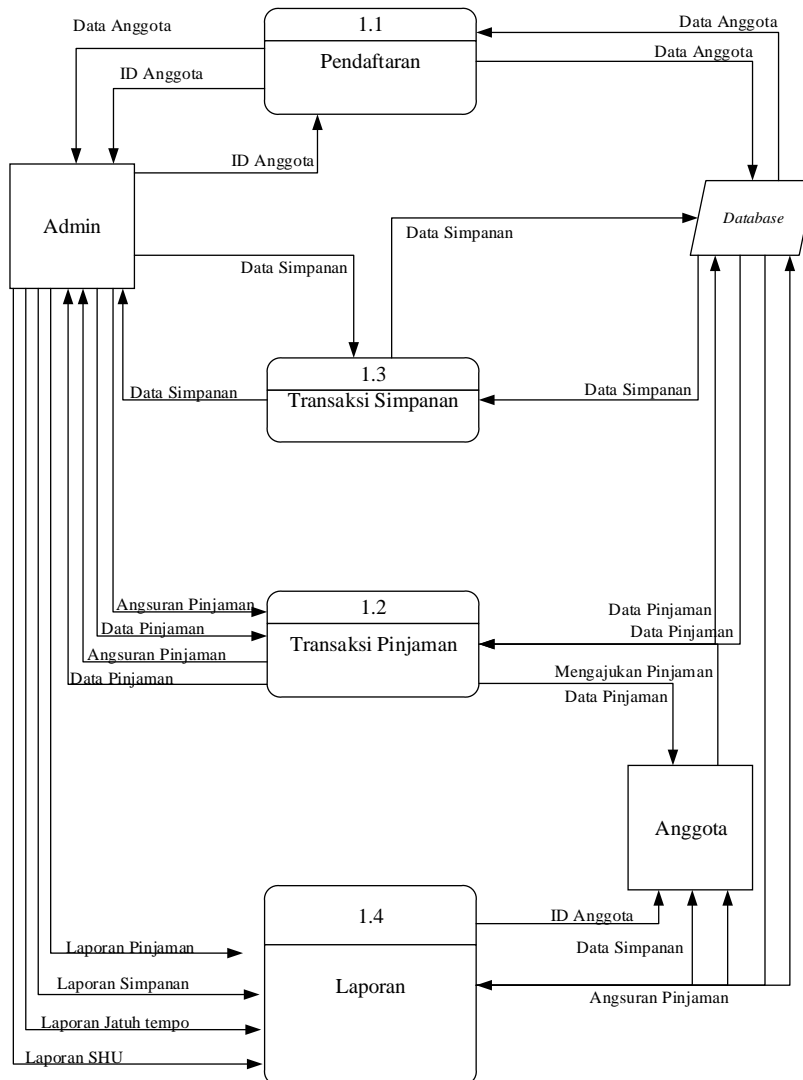 1.1
Data Anggota
Data Anggota
Pendaftaran
Data Anggota
ID Anggota
ID Anggota
Admin
Database
Data Simpanan
Data Simpanan
1.3
Data Simpanan
Transaksi Simpanan
Data Simpanan
1.2
Angsuran Pinjaman
Data Pinjaman
Data Pinjaman
Data Pinjaman
Transaksi Pinjaman
Angsuran Pinjaman
Mengajukan Pinjaman
Data Pinjaman
Data Pinjaman
Anggota
1.4
ID Anggota
Laporan Pinjaman
Data Simpanan
Laporan Simpanan
Laporan
Angsuran Pinjaman
Laporan Jatuh tempo
Laporan SHU